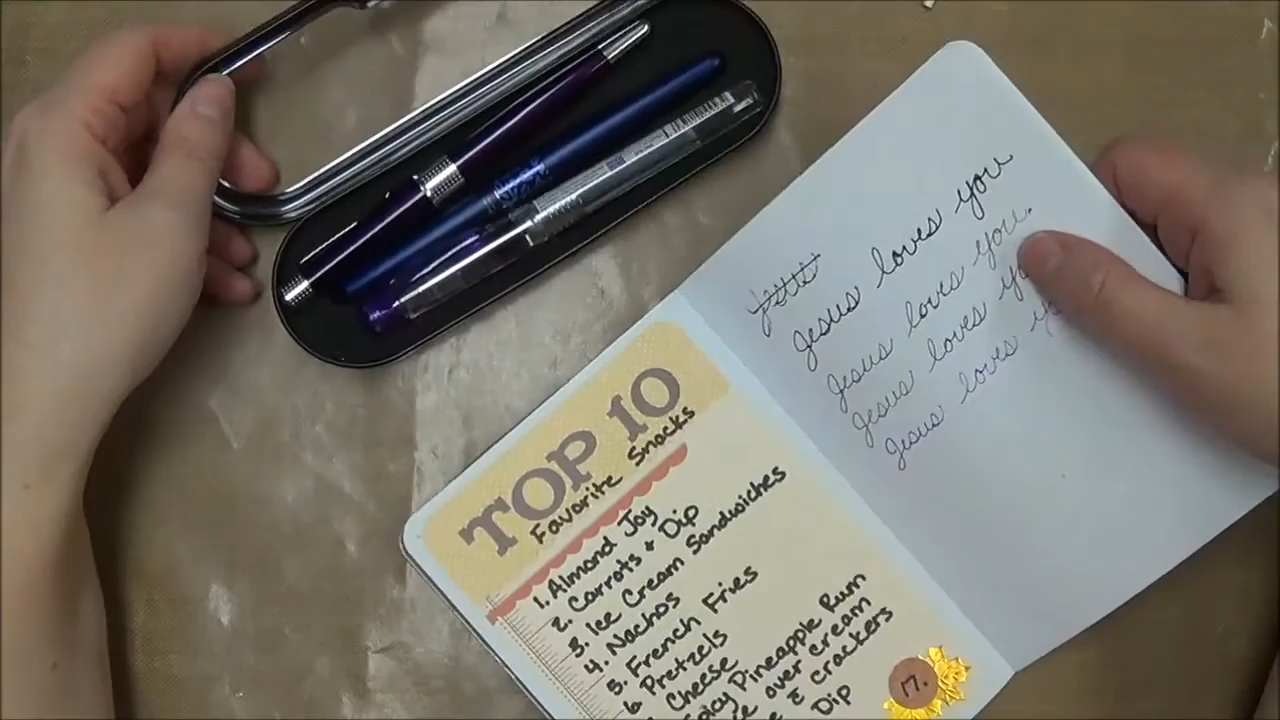 TOP 10
Favorite Snacks
1. Almond Joy
2. Carrots & Dip
3. Ice Cream Sandwiches
4. Nachos
5. French Fries
6 Pretzels
Cheese
Spicy Pineapple Rum
over cream
& crackers
Dip
17.
Jesus loves you
Jesus loves you.
Jesus loves
Jesus loves